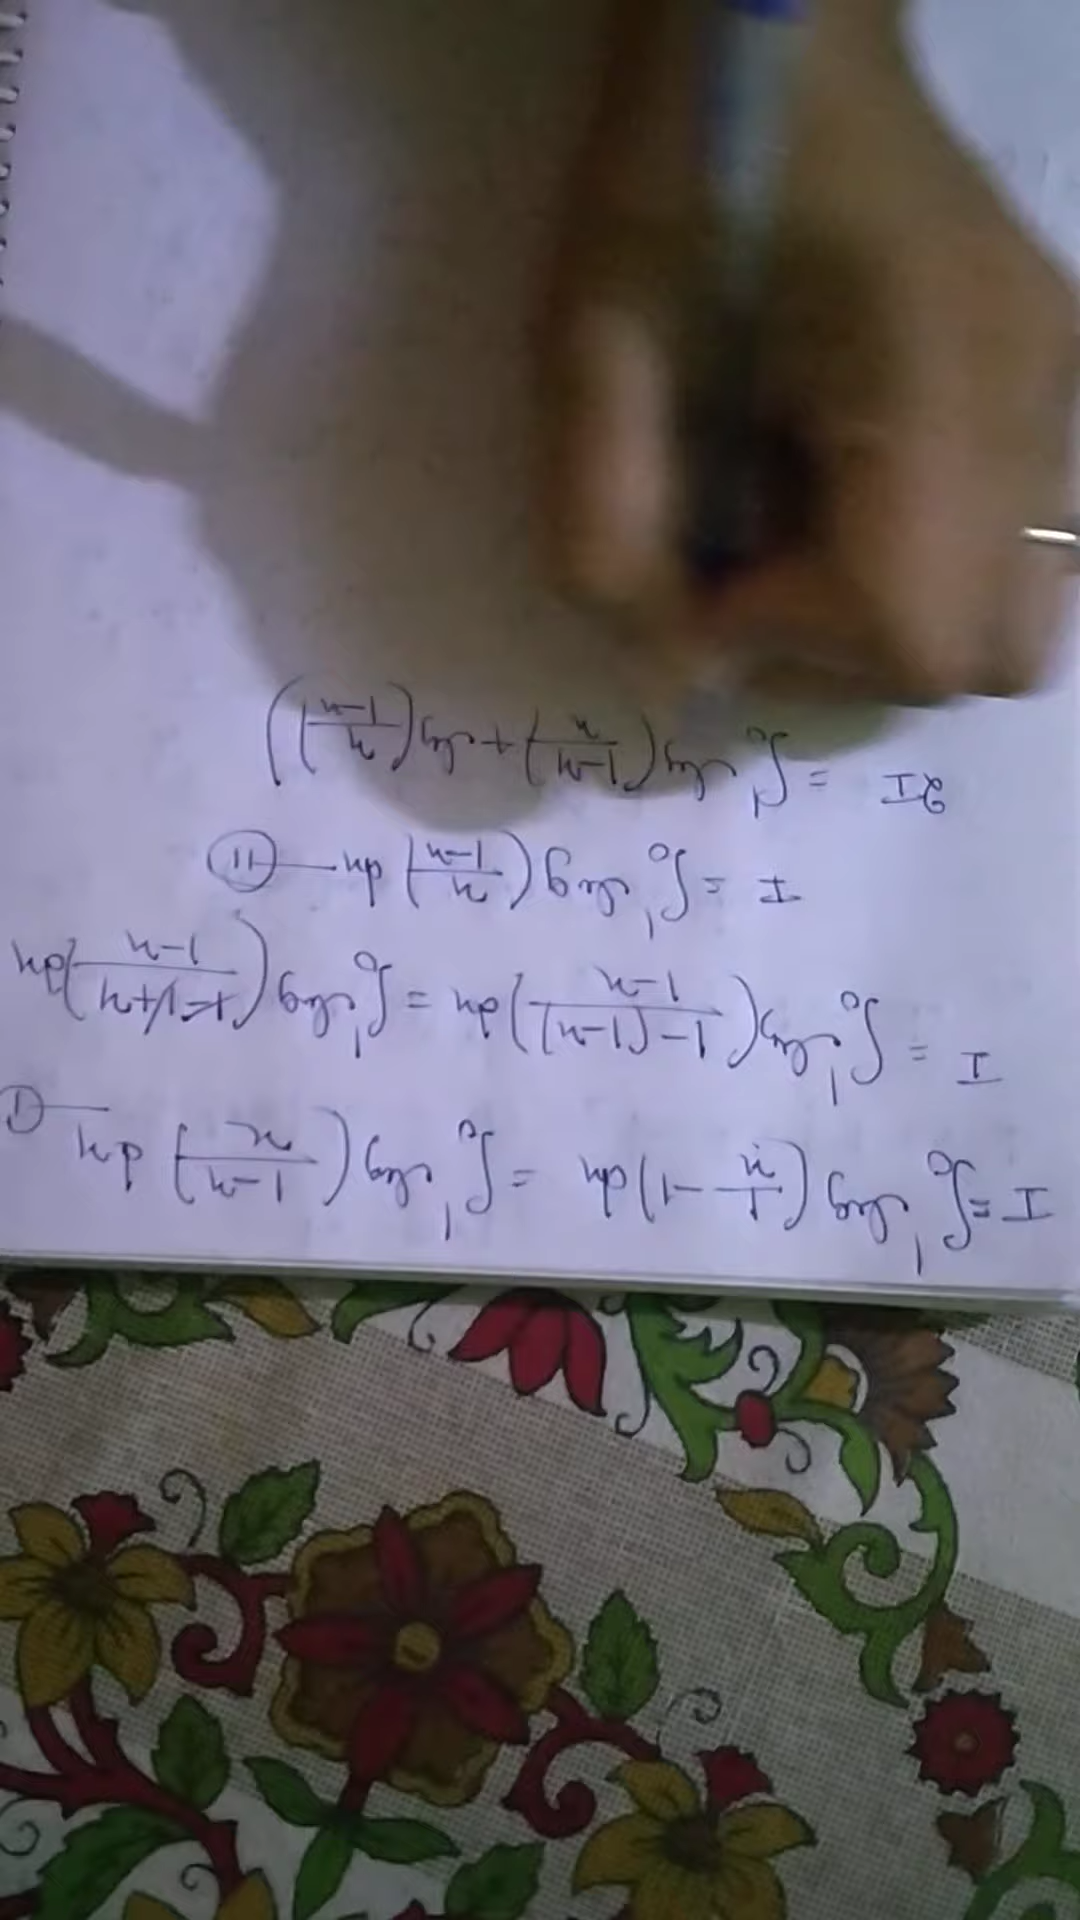 I = ∫₀¹ log(1/x - 1)dx = ∫₀¹ log(1-x/x)dx — (I)
I = ∫₀¹ log(1-(1-x)/1-x)dx = ∫₀¹ log(1-1+x/1-x)dx
I = ∫₀¹ log(x/1-x)dx — (II)
2I = ∫₀¹ log(1-x/x) + log(x/1-x))